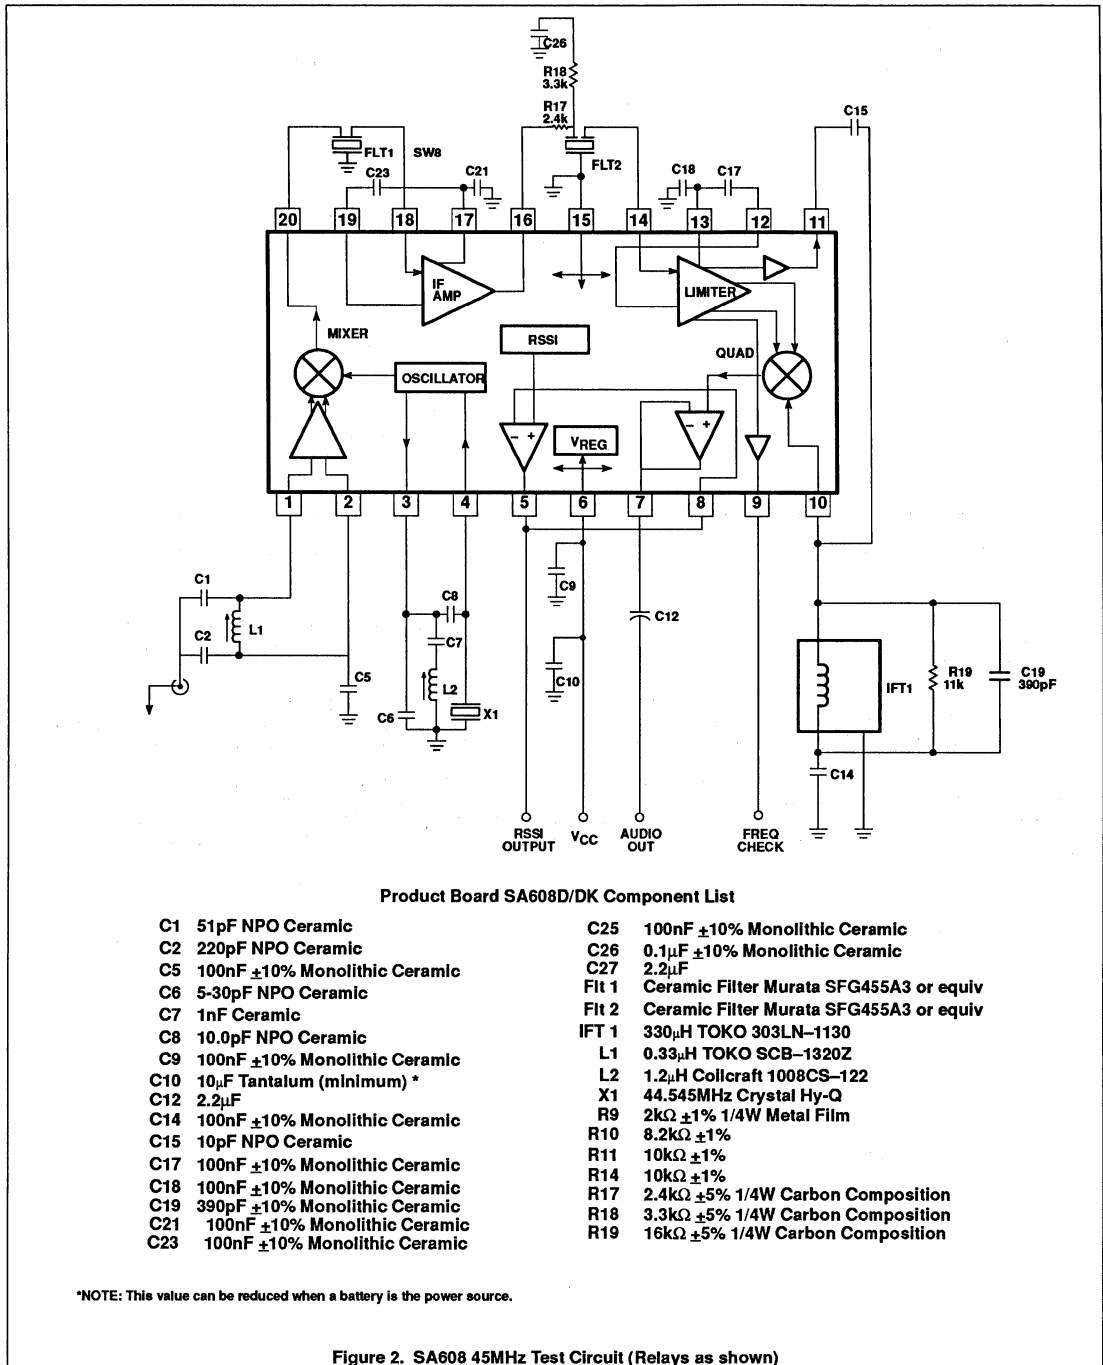 C26
R18
3.3k
R17
2.4k
C15
FLT1
SW8
FLT2
C23
C21
C18
C17
20
19
18
17
16
15
14
13
12
11
IF
AMP
LIMITER
MIXER
RSSI
QUAD
OSCILLATOR
– +
VREG
– +
1
2
3
4
5
6
7
8
9
10
C1
C2
L1
C5
C8
C7
L2
C6
X1
C9
C10
C12
IFT1
R19
11k
C19
390pF
C14
RSSI
OUTPUT
VCC
AUDIO
OUT
FREQ
CHECK
Product Board SA608D/DK Component List
C1 51pF NPO Ceramic
C2 220pF NPO Ceramic
C5 100nF ±10% Monolithic Ceramic
C6 5-30pF NPO Ceramic
C7 1nF Ceramic
C8 10.0pF NPO Ceramic
C9 100nF ±10% Monolithic Ceramic
C10 10µF Tantalum (minimum) *
C12 2.2µF
C14 100nF ±10% Monolithic Ceramic
C15 10pF NPO Ceramic
C17 100nF ±10% Monolithic Ceramic
C18 100nF ±10% Monolithic Ceramic
C19 390pF ±10% Monolithic Ceramic
C21 100nF ±10% Monolithic Ceramic
C23 100nF ±10% Monolithic Ceramic
C25 100nF ±10% Monolithic Ceramic
C26 0.1µF ±10% Monolithic Ceramic
C27 2.2µF
Flt 1 Ceramic Filter Murata SFG455A3 or equiv
Flt 2 Ceramic Filter Murata SFG455A3 or equiv
IFT 1 330µH TOKO 303LN–1130
L1 0.33µH TOKO SCB–1320Z
L2 1.2µH Coilcraft 1008CS–122
X1 44.545MHz Crystal Hy-Q
R9 2kΩ ±1% 1/4W Metal Film
R10 8.2kΩ ±1%
R11 10kΩ ±1%
R14 10kΩ ±1%
R17 2.4kΩ ±5% 1/4W Carbon Composition
R18 3.3kΩ ±5% 1/4W Carbon Composition
R19 16kΩ ±5% 1/4W Carbon Composition
*NOTE: This value can be reduced when a battery is the power source.
Figure 2. SA608 45MHz Test Circuit (Relays as shown)